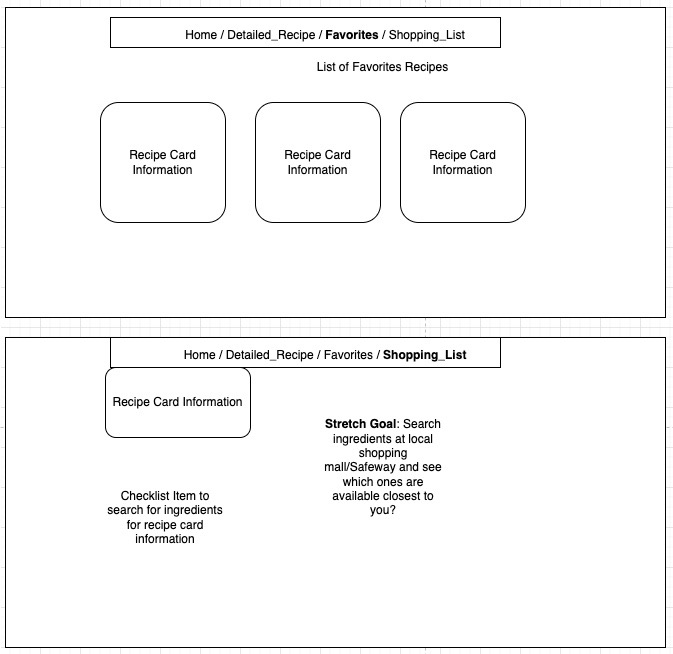 Home / Detailed_Recipe / Favorites / Shopping_List
List of Favorites Recipes
Recipe Card
Information
Recipe Card
Information
Recipe Card
Information
Home / Detailed_Recipe / Favorites / Shopping_List
Recipe Card Information
Stretch Goal: Search
ingredients at local
shopping
mall/Safeway and see
which ones are
available closest to
you?
Checklist Item to
search for ingredients
for recipe card
information